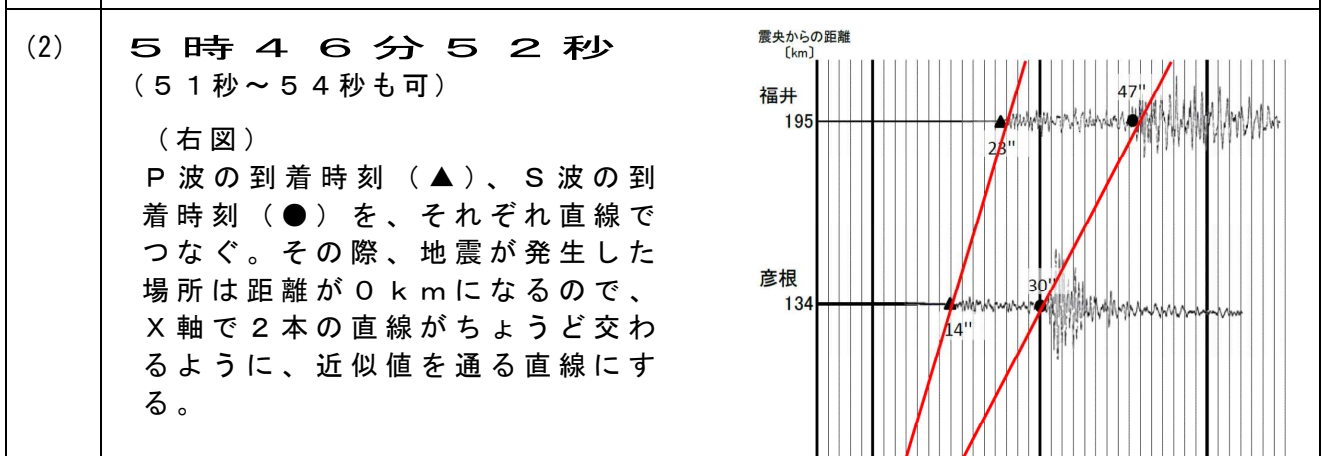 (2)
５時４６分５２秒
（５１秒～５４秒も可）
（右図）
Ｐ波の到着時刻（▲）、Ｓ波の到
着時刻（●）を、それぞれ直線で
つなぐ。その際、地震が発生した
場所は距離が０ｋｍになるので、
Ｘ軸で２本の直線がちょうど交わ
るように、近似値を通る直線にす
る。
震央からの距離
〔km〕
福井
195
47''
23''
彦根
134
30''
14''